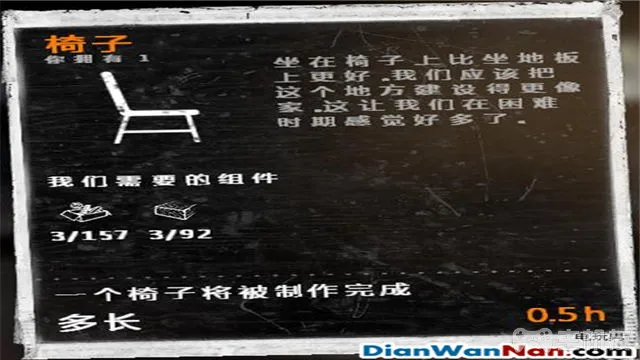 椅子
你拥有 1
坐在椅子上比坐地板
上更好.我们应该把
这个地方建设得更像
家.这让我们在困难
时期感觉好多了.
我们需要的组件
3/157 3/92
一个椅子将被制作完成
多长
0.5h
DianWanNan.com